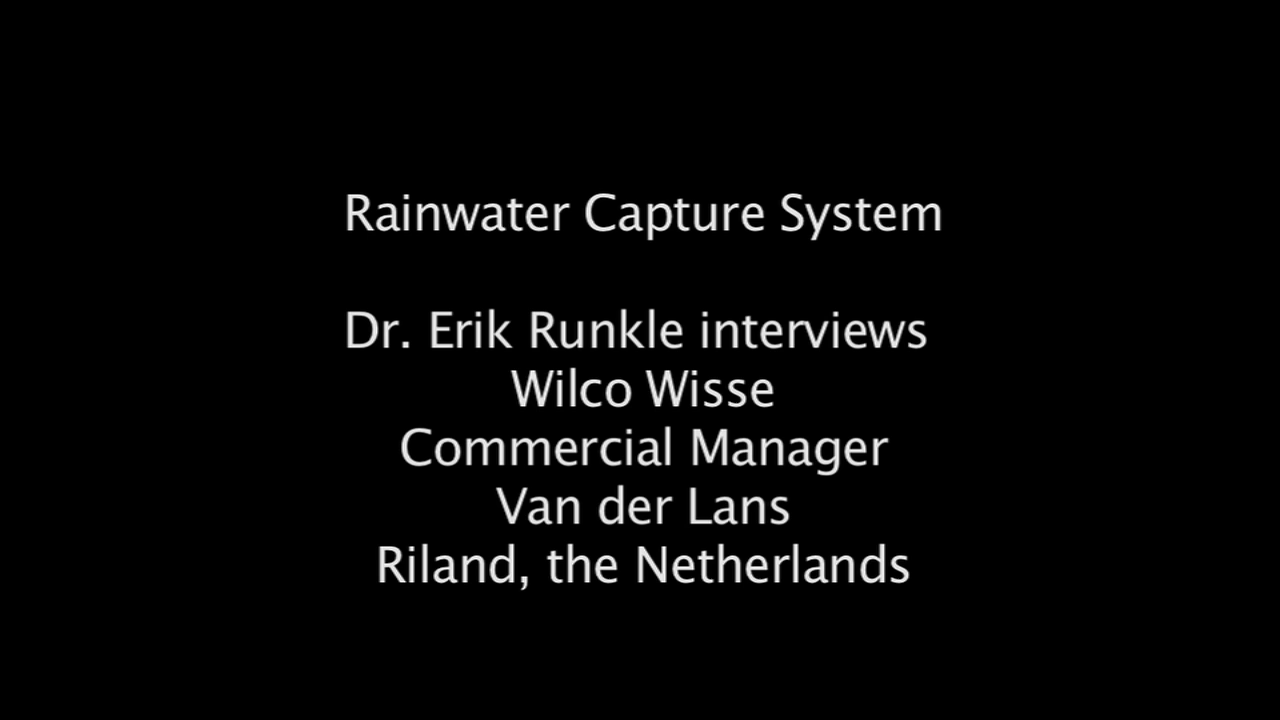 Rainwater Capture System
Dr. Erik Runkle interviews
Wilco Wisse
Commercial Manager
Van der Lans
Riland, the Netherlands